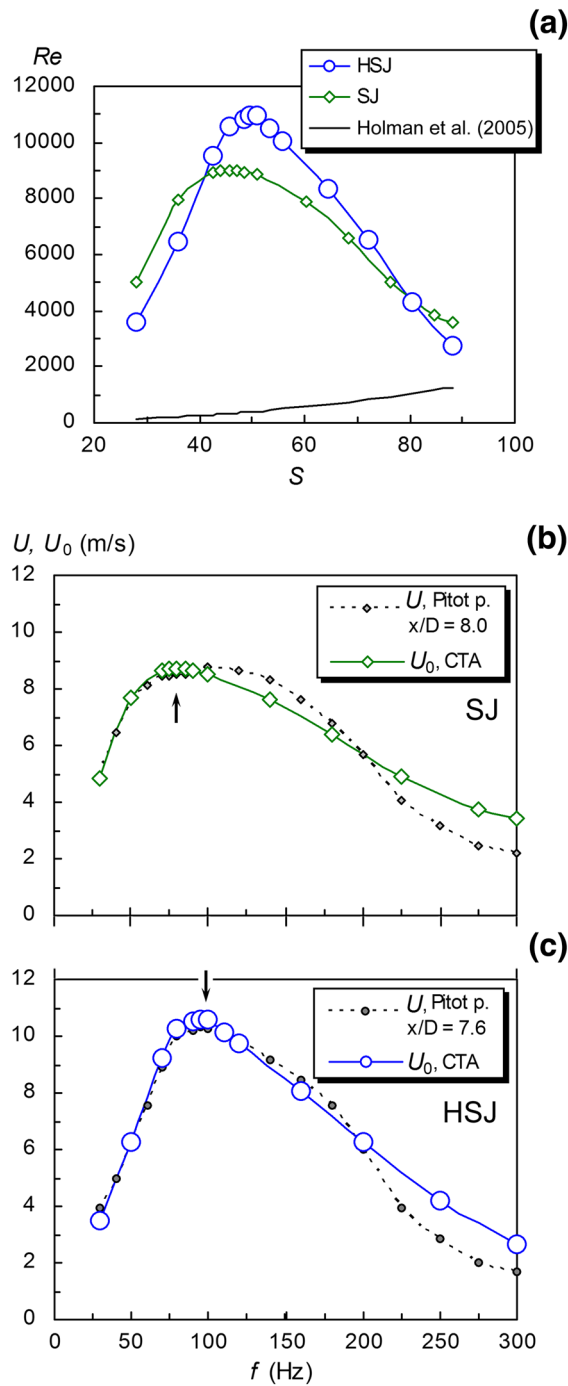 (a)
Re
12000
10000
8000
6000
4000
2000
0
20 40 60 80 100
S
HSJ
SJ
Holman et al. (2005)
(b)
U, U0 (m/s)
12
10
8
6
4
2
0
U, Pitot p.
x/D = 8.0
U0, CTA
SJ
(c)
12
10
8
6
4
2
0
U, Pitot p.
x/D = 7.6
U0, CTA
HSJ
0 50 100 150 200 250 300
f (Hz)